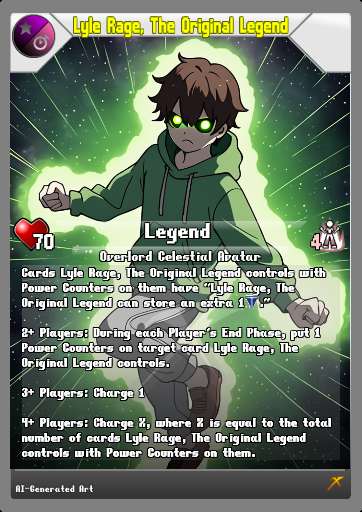 Lyle Rage, The Original Legend
70
Legend
4
Overlord Celestial Avatar
Cards Lyle Rage, The Original Legend controls with
Power Counters on them have "Lyle Rage, The
Original Legend can store an extra 1."
2+ Players: During each Player's End Phase, put 1
Power Counters on target card Lyle Rage, The
Original Legend controls.
3+ Players: Charge 1
4+ Players: Charge X, where X is equal to the total
number of cards Lyle Rage, The Original Legend
controls with Power Counters on them.
AI-Generated Art